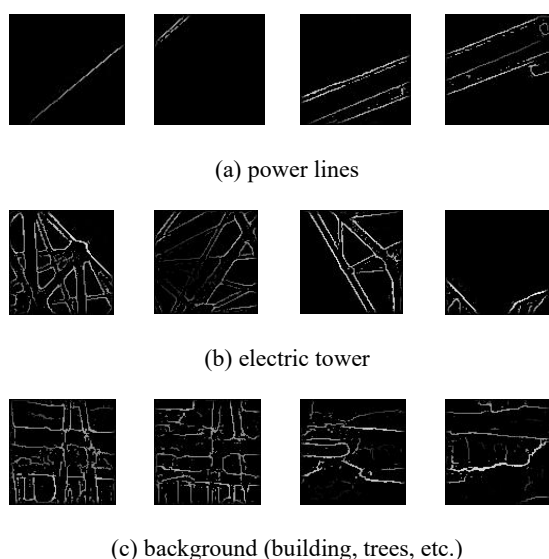 (a) power lines
(b) electric tower
(c) background (building, trees, etc.)